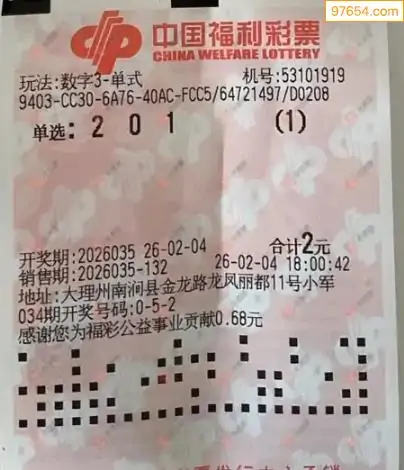 97654.com
中国福利彩票
CHINA WELFARE LOTTERY
玩法:数字3-单式 机号:53101919
9403-CC30-6A76-40AC-FCC5/64721497/D0208
单选: 2 0 1 (1)
开奖期:2026035 26-02-04 合计2元
销售期:2026035-132 26-02-04 18:00:42
地址:大理州南涧县金龙路龙凤丽都11号小军
034期开奖号码:0-5-2
感谢您为福彩公益事业贡献0.68元